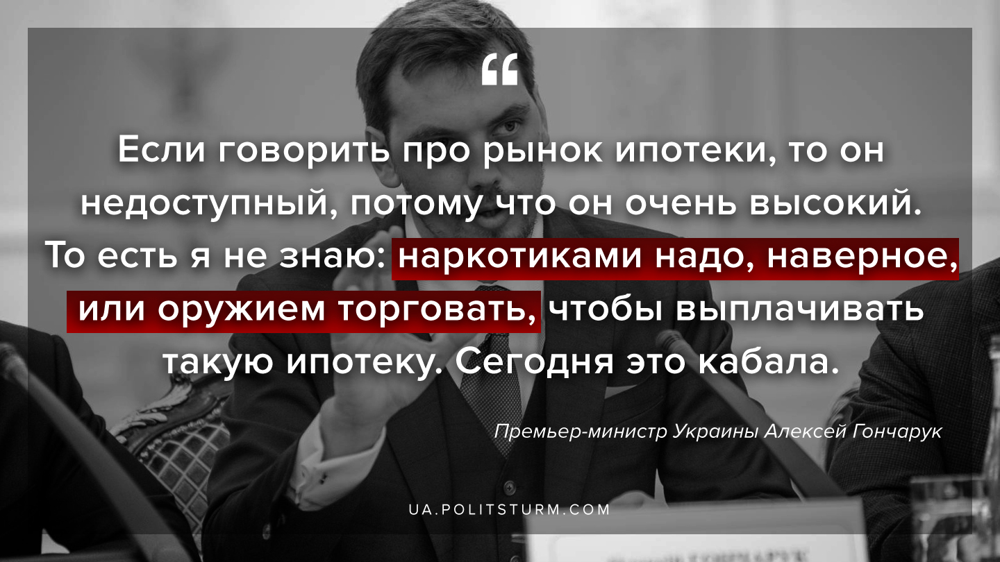 “
Если говорить про рынок ипотеки, то он
недоступный, потому что он очень высокий.
То есть я не знаю: наркотиками надо, наверное,
или оружием торговать, чтобы выплачивать
такую ипотеку. Сегодня это кабала.
Премьер-министр Украины Алексей Гончарук
UA.POLITSTURM.COM